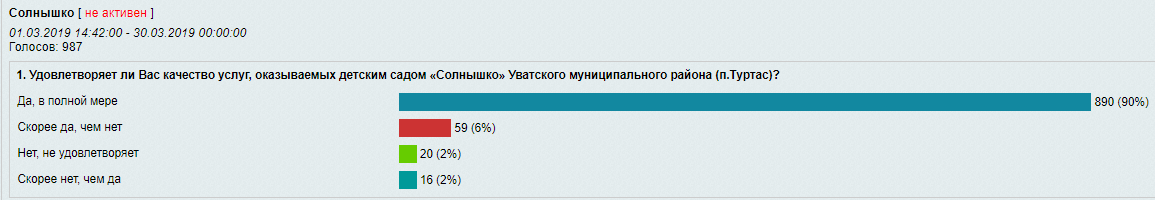 Солнышко [ не активен ]
01.03.2019 14:42:00 - 30.03.2019 00:00:00
Голосов: 987
1. Удовлетворяет ли Вас качество услуг, оказываемых детским садом «Солнышко» Уватского муниципального района (п.Туртас)?
Да, в полной мере 890 (90%)
Скорее да, чем нет 59 (6%)
Нет, не удовлетворяет 20 (2%)
Скорее нет, чем да 16 (2%)